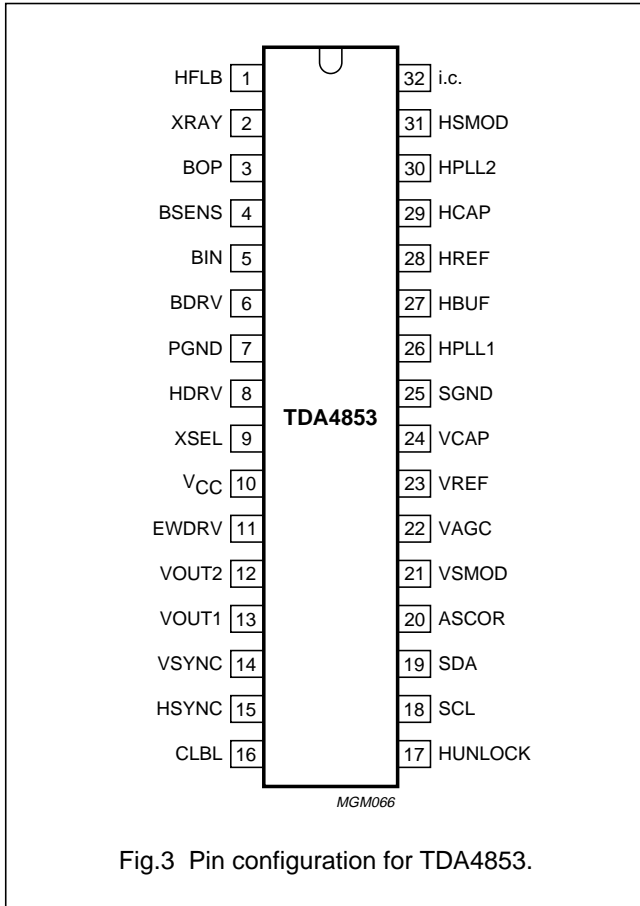 HFLB 1 32 i.c.
XRAY 2 31 HSMOD
BOP 3 30 HPLL2
BSENS 4 29 HCAP
BIN 5 28 HREF
BDRV 6 27 HBUF
PGND 7 26 HPLL1
HDRV 8 25 SGND
TDA4853
XSEL 9 24 VCAP
VCC 10 23 VREF
EWDRV 11 22 VAGC
VOUT2 12 21 VSMOD
VOUT1 13 20 ASCOR
VSYNC 14 19 SDA
HSYNC 15 18 SCL
CLBL 16 17 HUNLOCK
MGM066
Fig.3 Pin configuration for TDA4853.